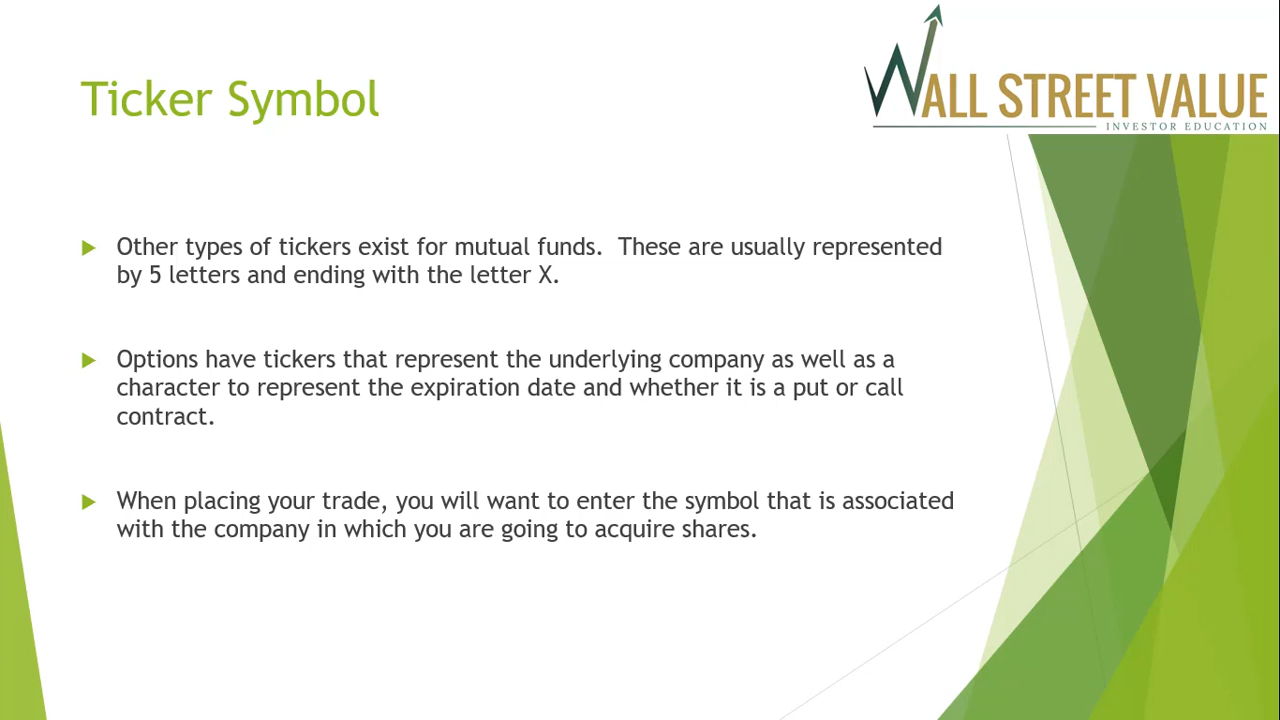 WALL STREET VALUE
INVESTOR EDUCATION
Ticker Symbol
Other types of tickers exist for mutual funds.  These are usually represented
by 5 letters and ending with the letter X.
Options have tickers that represent the underlying company as well as a
character to represent the expiration date and whether it is a put or call
contract.
When placing your trade, you will want to enter the symbol that is associated
with the company in which you are going to acquire shares.